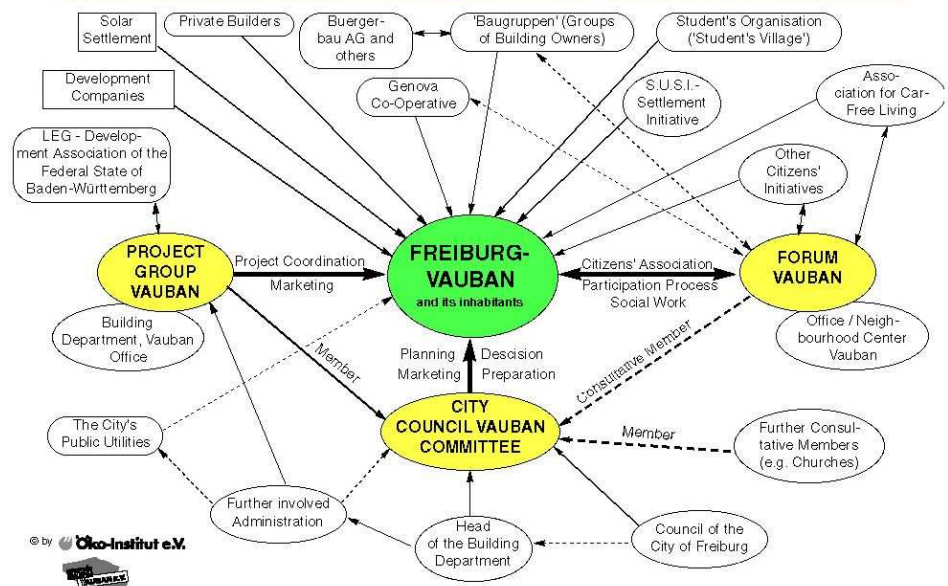 Solar
Settlement
Private Builders
Buerger-
bau AG and
others
'Baugruppen' (Groups
of Building Owners)
Student's Organisation
('Student's Village')
Development
Companies
Genova
Co-Operative
S.U.S.I.-
Settlement
Initiative
Asso-
ciation for Car-
Free Living
LEG - Develop-
ment Association of the
Federal State of
Baden-Württemberg
Other
Citizens'
Initiatives
PROJECT
GROUP
VAUBAN
Project Coordination
Marketing
FREIBURG-
VAUBAN
and its inhabitants
Citizens' Association
Participation Process
Social Work
FORUM
VAUBAN
Building
Department, Vauban
Office
Office / Neigh-
bourhood Center
Vauban
Member
Planning
Marketing
Descision
Preparation
Consultative Member
The City's
Public Utilities
CITY
COUNCIL VAUBAN
COMMITTEE
Member
Further Consul-
tative Members
(e.g. Churches)
Further involved
Administration
Head
of the Building
Department
Council of the
City of Freiburg
© by Öko-Institut e.V.
VAUBAN e.V.